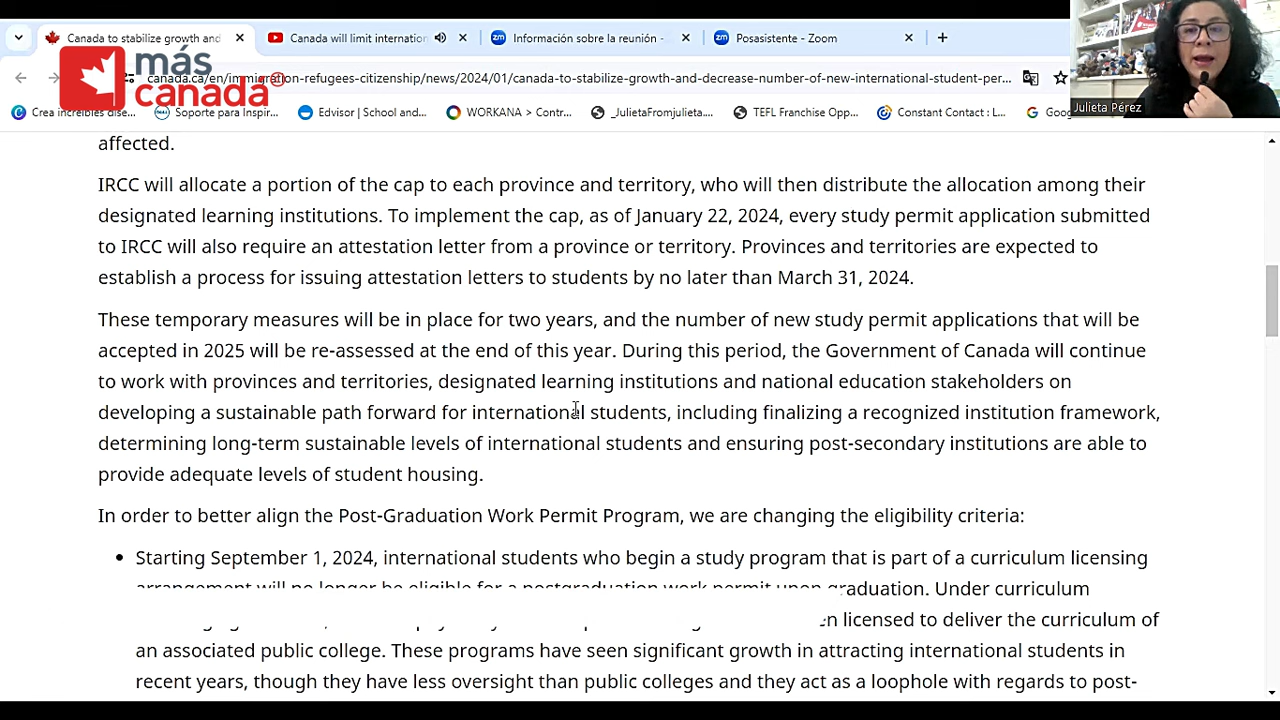 Canada to stabilize growth and
Canada will limit internation
Información sobre la reunión -
Posasistente - Zoom
más
canadá
canada.ca/en/immigration-refugees-citizenship/news/2024/01/canada-to-stabilize-growth-and-decrease-number-of-new-international-student-per...
Crea increíbles dise...
Soporte para Inspir...
Edvisor | School and...
WORKANA > Contr...
_JulietaFromjulieta....
TEFL Franchise Opp...
Constant Contact : L...
Goog
Julieta Pérez
affected.
IRCC will allocate a portion of the cap to each province and territory, who will then distribute the allocation among their
designated learning institutions. To implement the cap, as of January 22, 2024, every study permit application submitted
to IRCC will also require an attestation letter from a province or territory. Provinces and territories are expected to
establish a process for issuing attestation letters to students by no later than March 31, 2024.
These temporary measures will be in place for two years, and the number of new study permit applications that will be
accepted in 2025 will be re-assessed at the end of this year. During this period, the Government of Canada will continue
to work with provinces and territories, designated learning institutions and national education stakeholders on
developing a sustainable path forward for international students, including finalizing a recognized institution framework,
determining long-term sustainable levels of international students and ensuring post-secondary institutions are able to
provide adequate levels of student housing.
In order to better align the Post-Graduation Work Permit Program, we are changing the eligibility criteria:
• Starting September 1, 2024, international students who begin a study program that is part of a curriculum licensing
arrangement will no longer be eligible for a postgraduation work permit upon graduation. Under curriculum
licensed to deliver the curriculum of
an associated public college. These programs have seen significant growth in attracting international students in
recent years, though they have less oversight than public colleges and they act as a loophole with regards to post-